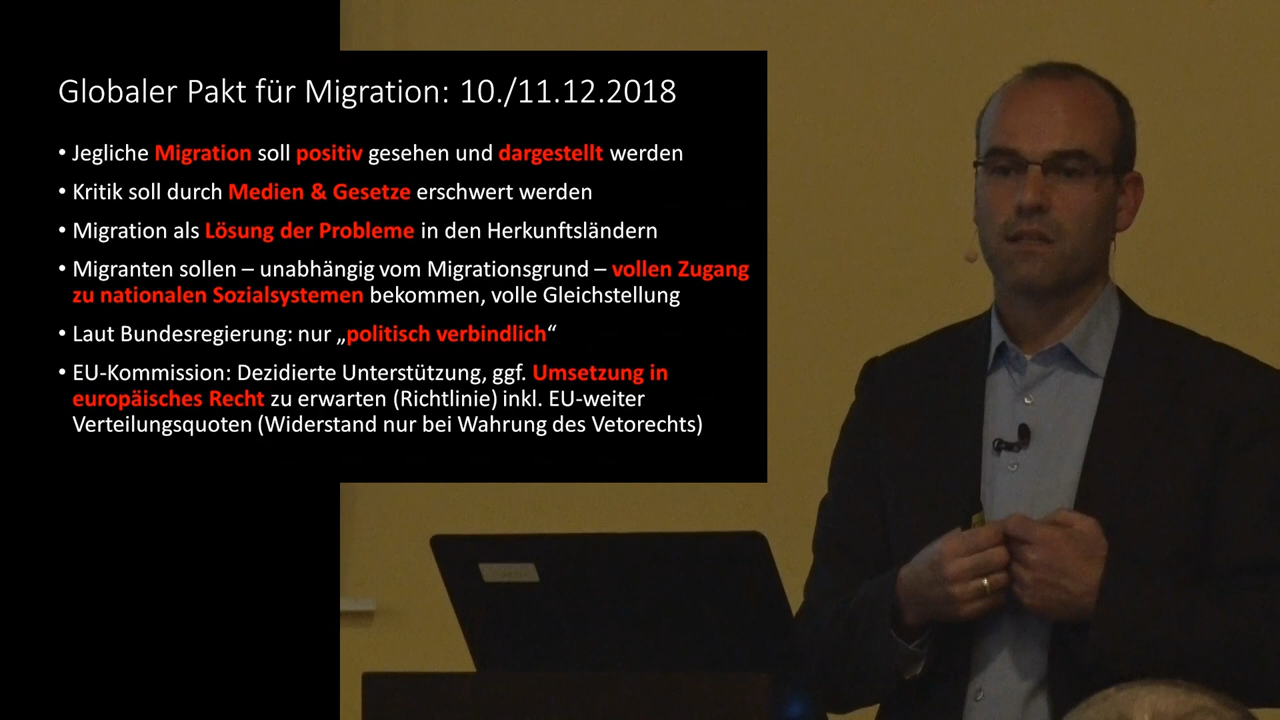 Globaler Pakt für Migration: 10./11.12.2018
• Jegliche Migration soll positiv gesehen und dargestellt werden
• Kritik soll durch Medien & Gesetze erschwert werden
• Migration als Lösung der Probleme in den Herkunftsländern
• Migranten sollen – unabhängig vom Migrationsgrund – vollen Zugang
zu nationalen Sozialsystemen bekommen, volle Gleichstellung
• Laut Bundesregierung: nur „politisch verbindlich“
• EU-Kommission: Dezidierte Unterstützung, ggf. Umsetzung in
europäisches Recht zu erwarten (Richtlinie) inkl. EU-weiter
Verteilungsquoten (Widerstand nur bei Wahrung des Vetorechts)